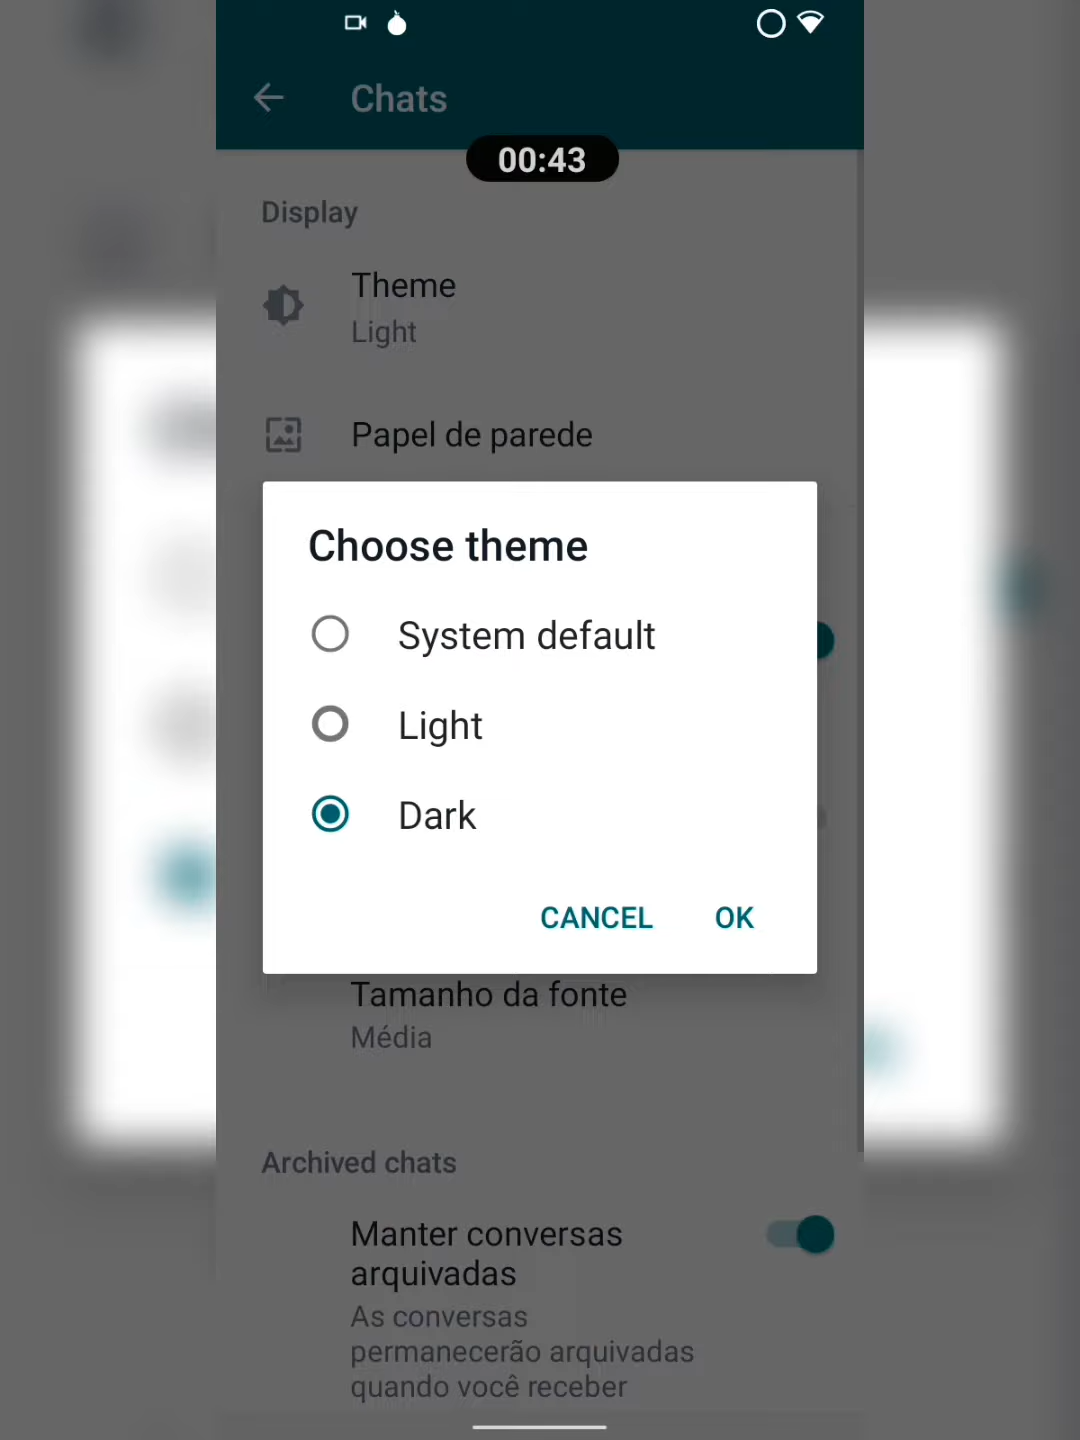 Chats
00:43
Display
Theme
Light
Papel de parede
Choose theme
System default
Light
Dark
CANCEL OK
Tamanho da fonte
Média
Archived chats
Manter conversas
arquivadas
As conversas
permanecerão arquivadas
quando você receber